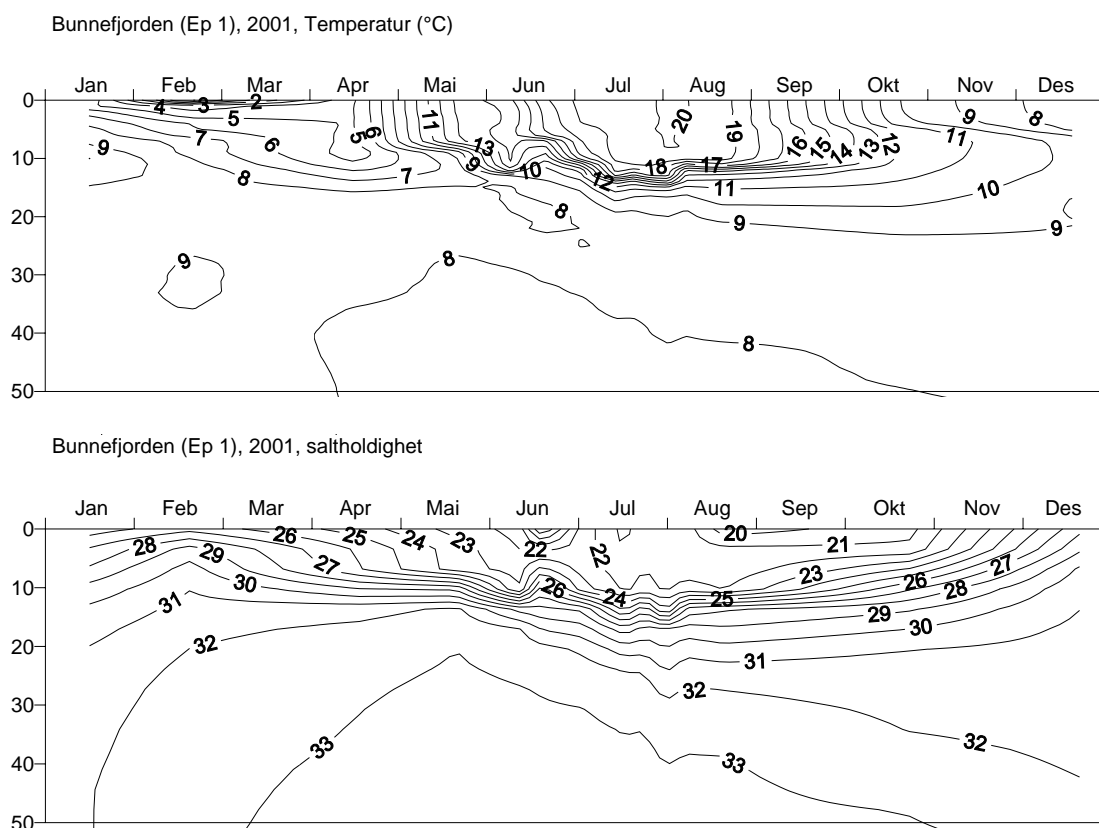 Bunnefjorden (Ep 1), 2001, Temperatur (°C)
Jan Feb Mar Apr Mai Jun Jul Aug Sep Okt Nov Des
0 4 3 2 5 6 11 20 19 9 8
7 6 5 13 16 15 14 13 12 11
10 9 8 7 9 10 12 18 17 11 10
20 8 9 9
30 9 8
40 8
50
Bunnefjorden (Ep 1), 2001, saltholdighet
Jan Feb Mar Apr Mai Jun Jul Aug Sep Okt Nov Des
0 28 29 26 25 24 23 22 22 20 21
10 30 27 26 24 25 23 26 28 27
31 29 30
20 32 31
30 32
40 33 33 32
50